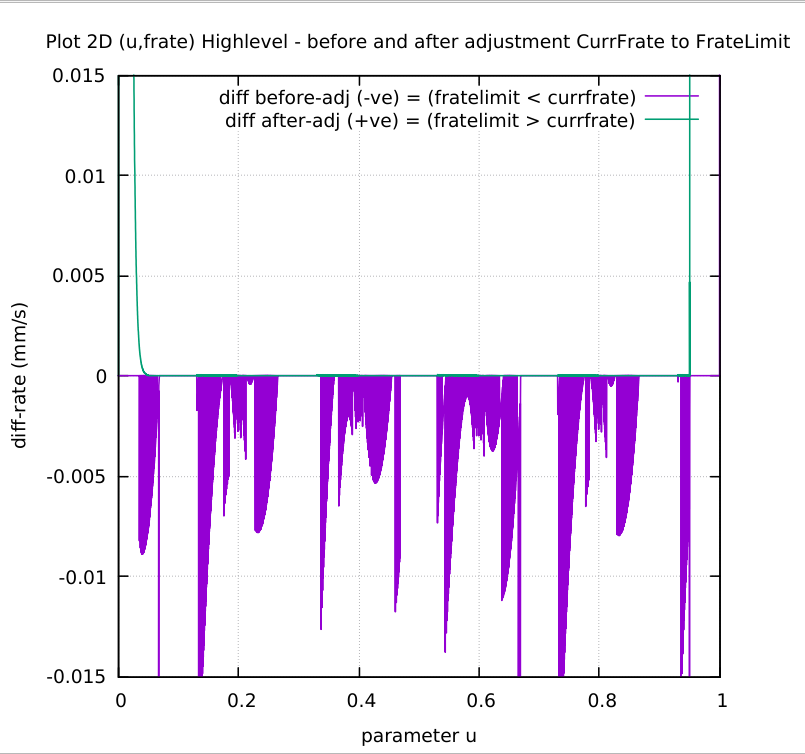 Plot 2D (u,frate) Highlevel - before and after adjustment CurrFrate to FrateLimit
diff before-adj (-ve) = (fratelimit < currfrate)
diff after-adj (+ve) = (fratelimit > currfrate)
0.015
0.01
0.005
0
-0.005
-0.01
-0.015
diff-rate (mm/s)
0 0.2 0.4 0.6 0.8 1
parameter u